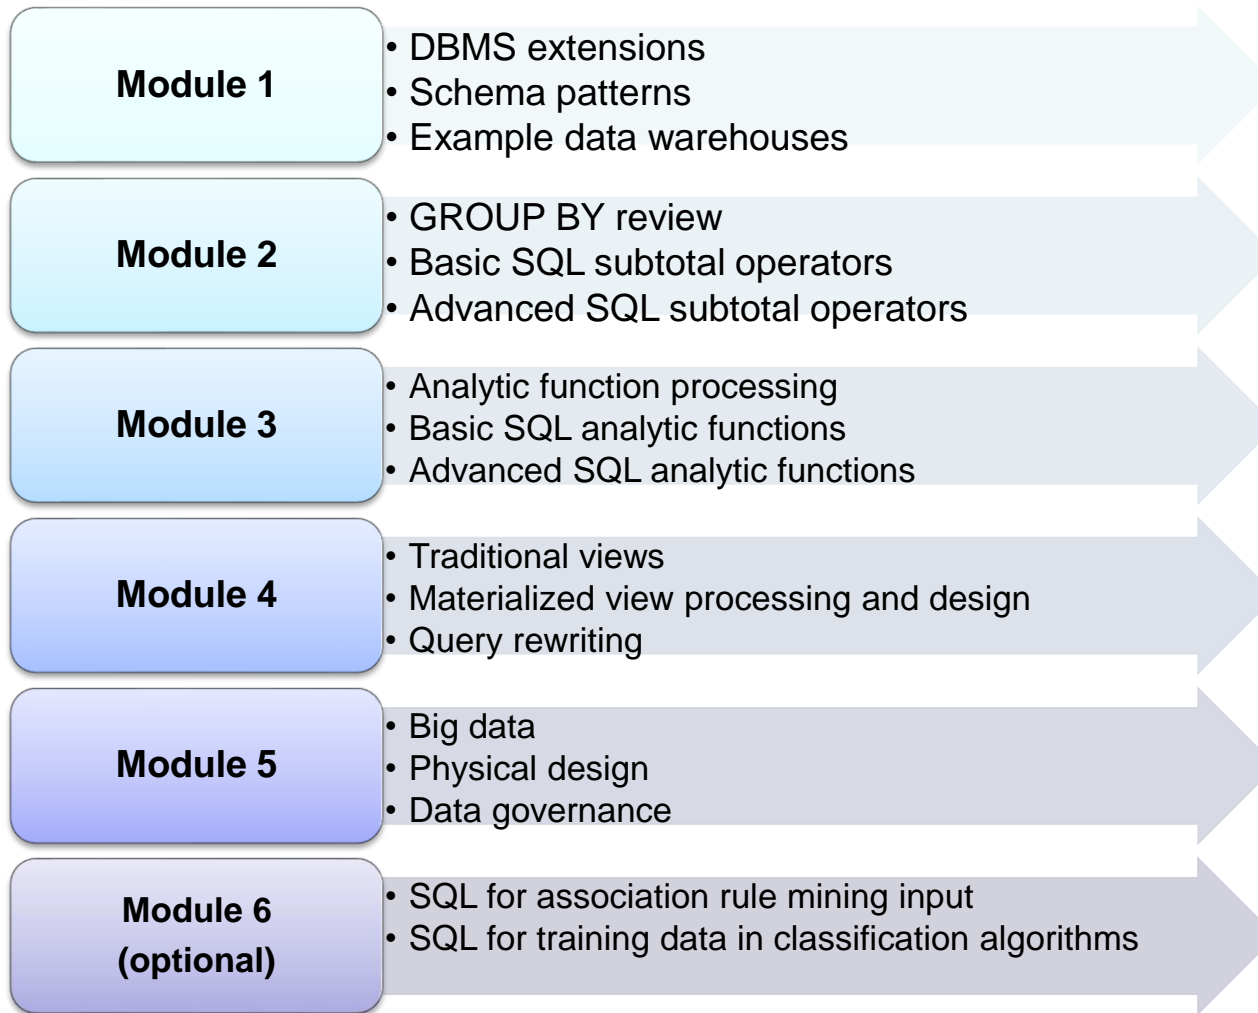 Module 1
• DBMS extensions
• Schema patterns
• Example data warehouses
Module 2
• GROUP BY review
• Basic SQL subtotal operators
• Advanced SQL subtotal operators
Module 3
• Analytic function processing
• Basic SQL analytic functions
• Advanced SQL analytic functions
Module 4
• Traditional views
• Materialized view processing and design
• Query rewriting
Module 5
• Big data
• Physical design
• Data governance
Module 6
(optional)
• SQL for association rule mining input
• SQL for training data in classification algorithms